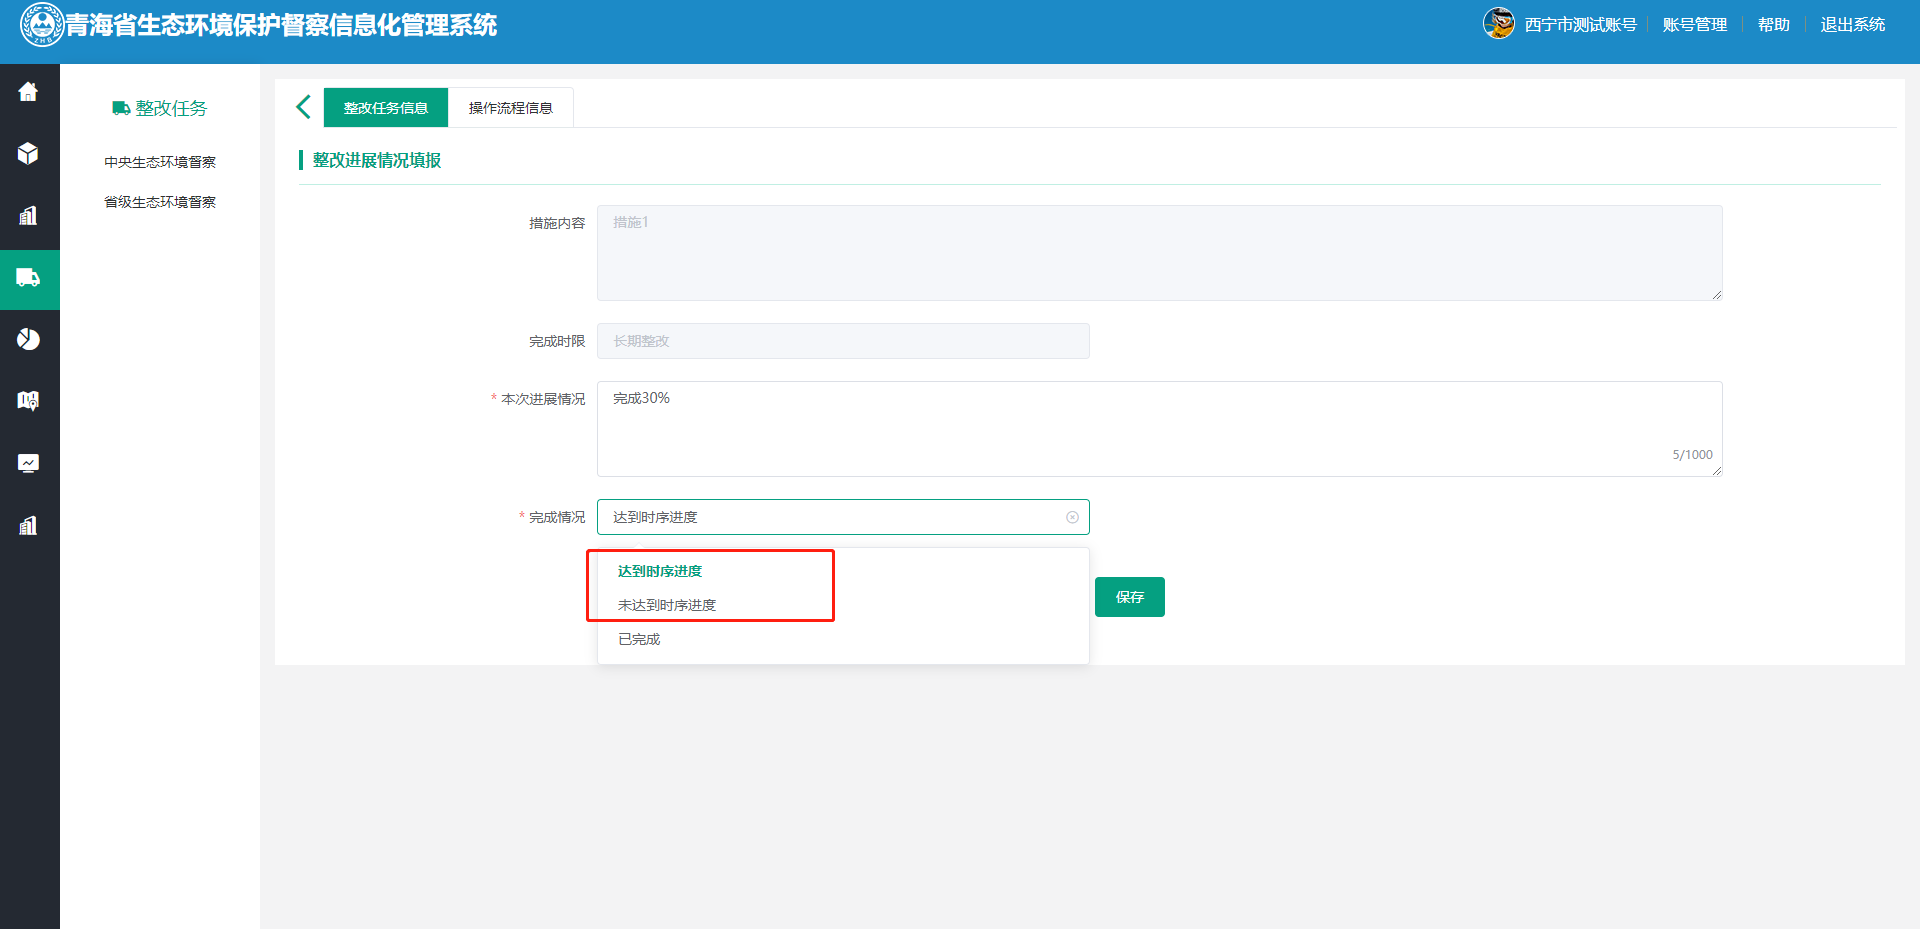 青海省生态环境保护督察信息化管理系统
西宁市测试账号
账号管理
帮助
退出系统
整改任务
中央生态环境督察
省级生态环境督察
整改任务信息
操作流程信息
整改进展情况填报
措施内容
措施1
完成时限
长期整改
* 本次进展情况
完成30%
5/1000
* 完成情况
达到时序进度
达到时序进度
未达到时序进度
已完成
保存
ZHB